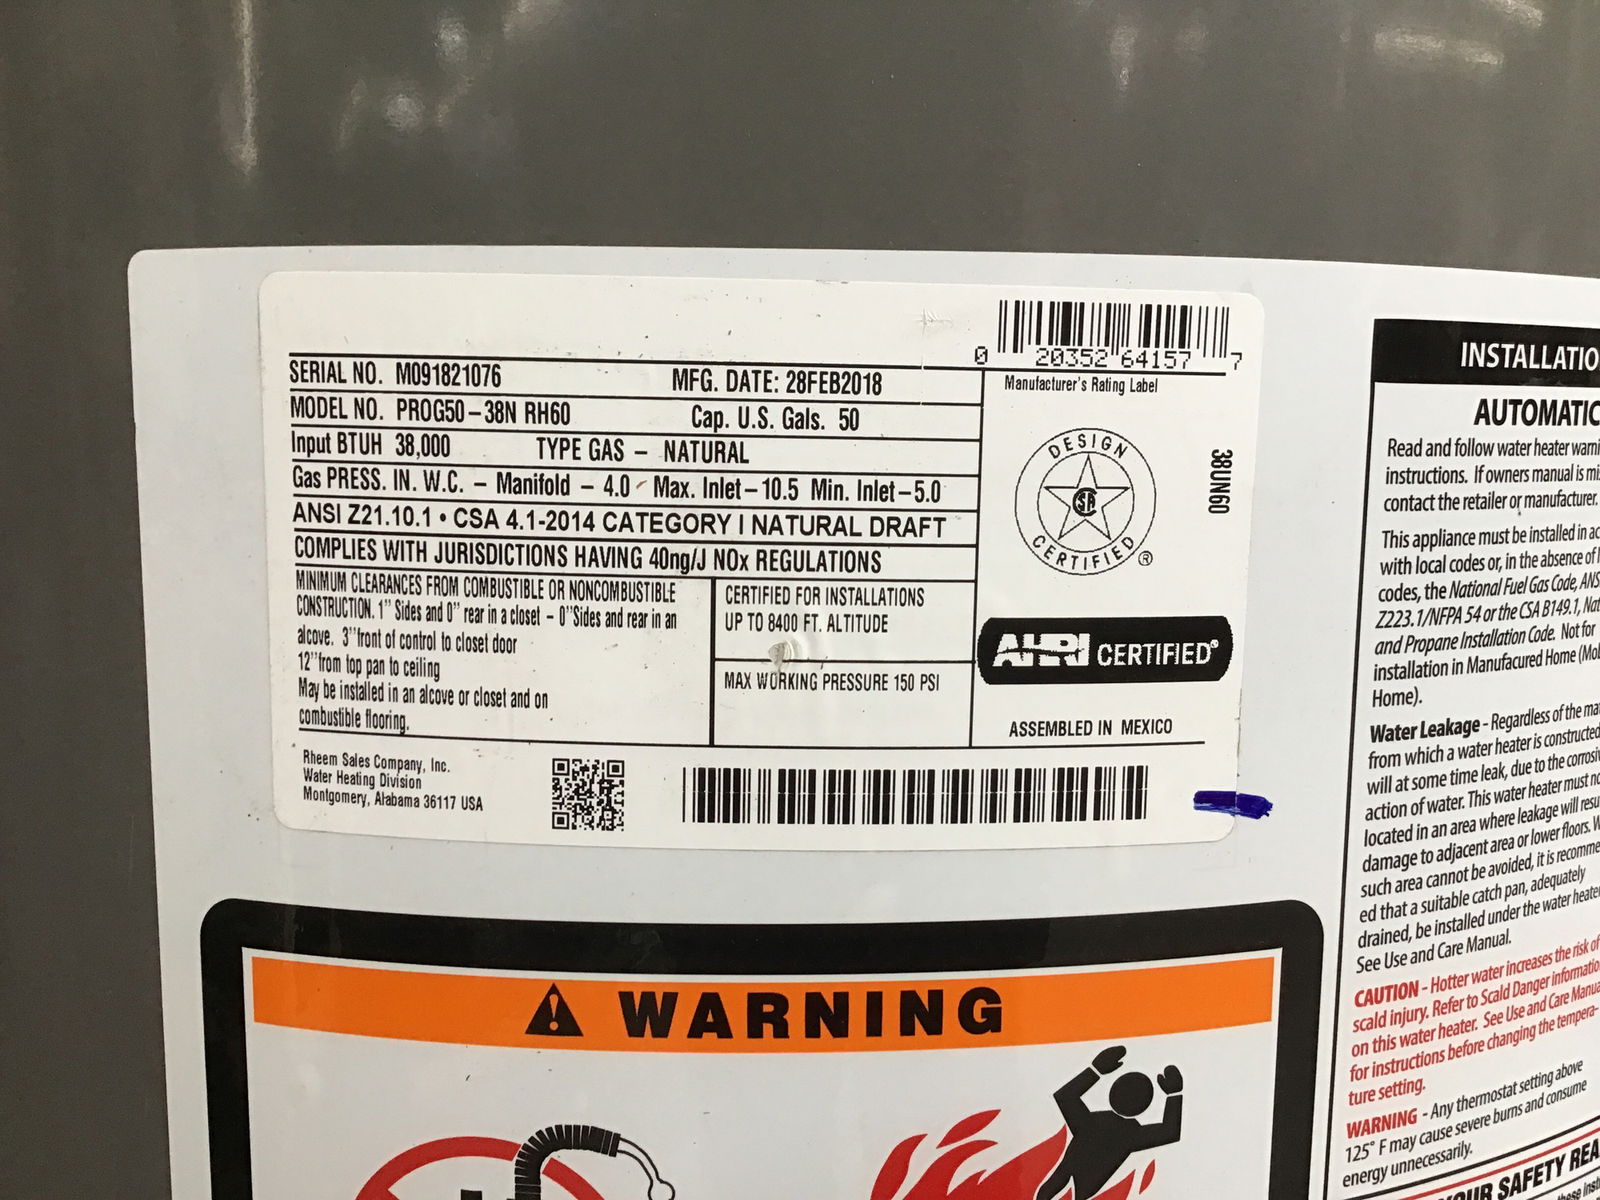 0 20352 64157 7
Manufacturer's Rating Label
SERIAL NO. M091821076 MFG. DATE: 28FEB2018
MODEL NO. PROG50-38N RH60 Cap. U.S. Gals. 50
Input BTUH 38,000 TYPE GAS - NATURAL
Gas PRESS. IN. W.C. - Manifold - 4.0 Max. Inlet-10.5 Min. Inlet-5.0
ANSI Z21.10.1 • CSA 4.1-2014 CATEGORY I NATURAL DRAFT
COMPLIES WITH JURISDICTIONS HAVING 40ng/J NOx REGULATIONS
MINIMUM CLEARANCES FROM COMBUSTIBLE OR NONCOMBUSTIBLE
CONSTRUCTION. 1" Sides and 0" rear in a closet - 0"Sides and rear in an
alcove. 3"front of control to closet door
12"from top pan to ceiling
May be installed in an alcove or closet and on
combustible flooring.
CERTIFIED FOR INSTALLATIONS
UP TO 8400 FT. ALTITUDE
MAX WORKING PRESSURE 150 PSI
DESIGN
CSA
CERTIFIED ®
38UN60
AHRI CERTIFIED®
ASSEMBLED IN MEXICO
Rheem Sales Company, Inc.
Water Heating Division
Montgomery, Alabama 36117 USA
WARNING
INSTALLATIO
AUTOMATIC
Read and follow water heater warni
instructions. If owners manual is mi
contact the retailer or manufacturer.
This appliance must be installed in ac
with local codes or, in the absence of l
codes, the National Fuel Gas Code, ANS
Z223.1/NFPA 54 or the CSA B149.1, Nat
and Propane Installation Code. Not for
installation in Manufacured Home (Mo
Home).
Water Leakage - Regardless of the ma
from which a water heater is constructed
will at some time leak, due to the corrosiv
action of water. This water heater must no
located in an area where leakage will resu
damage to adjacent area or lower floors. W
such area cannot be avoided, it is recomme
ed that a suitable catch pan, adequately
drained, be installed under the water heater
See Use and Care Manual.
CAUTION - Hotter water increases the risk of
scald injury. Refer to Scald Danger informatio
on this water heater. See Use and Care Manua
for instructions before changing the tempera-
ture setting.
WARNING - Any thermostat setting above
125° F may cause severe burns and consume
energy unnecessarily.
YOUR SAFETY REA
these inst